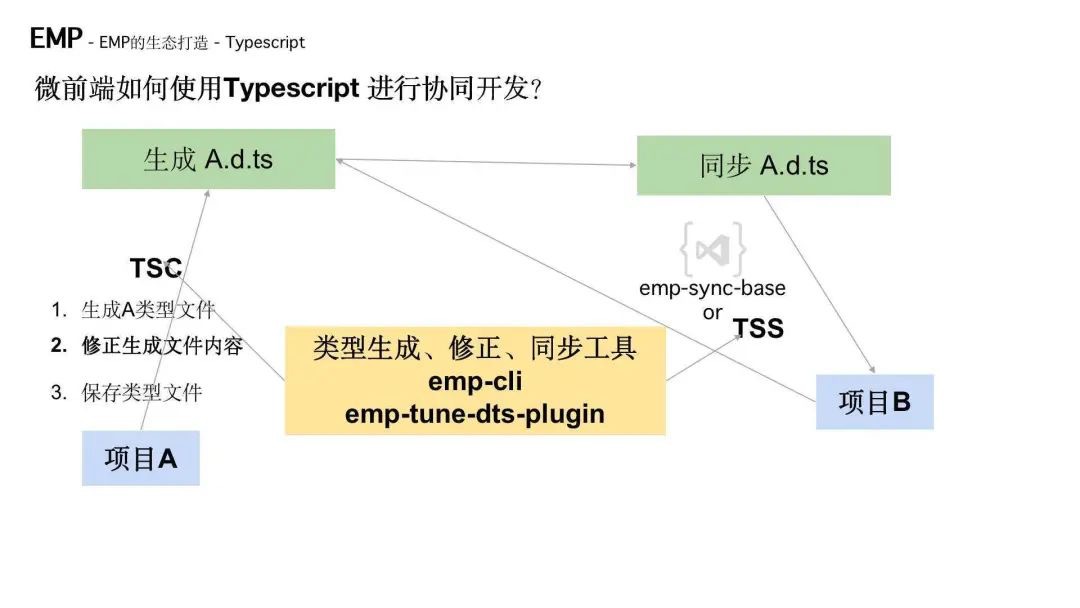 EMP - EMP的生态打造 - Typescript
微前端如何使用Typescript 进行协同开发?
生成 A.d.ts
同步 A.d.ts
TSC
1. 生成A类型文件
2. 修正生成文件内容
3. 保存类型文件
项目A
类型生成、修正、同步工具
emp-cli
emp-tune-dts-plugin
emp-sync-base
or
TSS
项目B